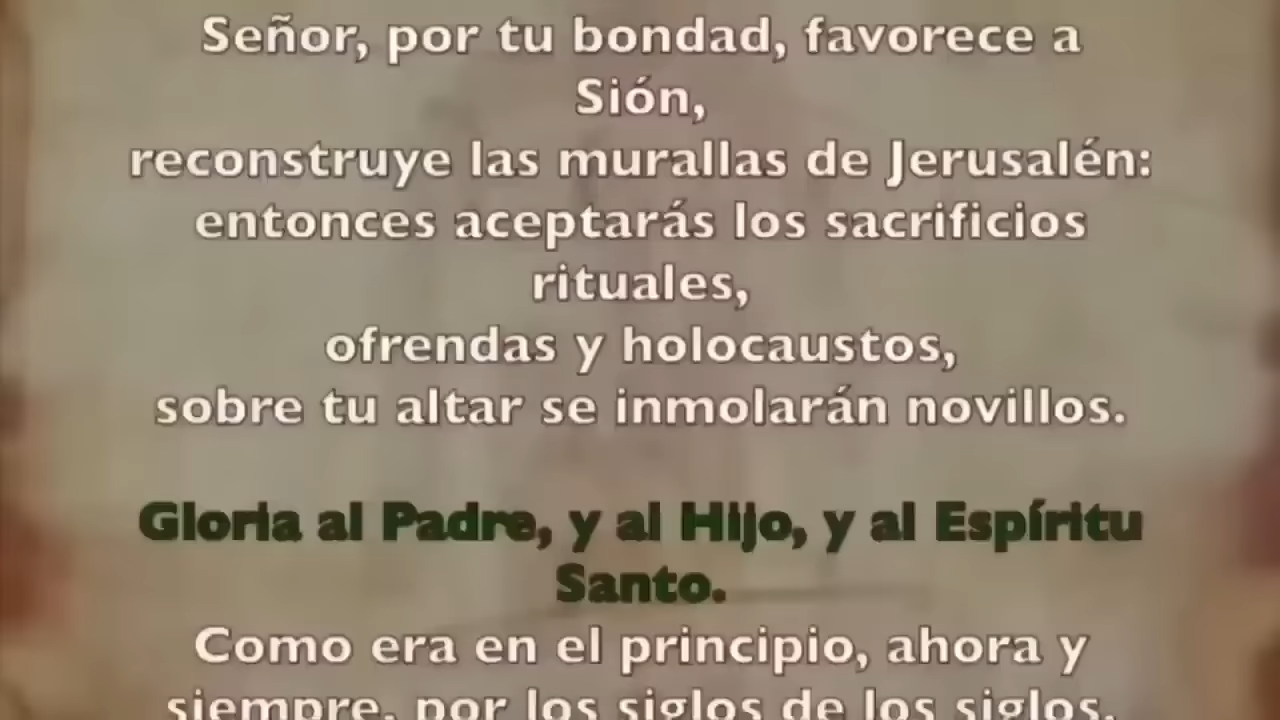 Señor, por tu bondad, favorece a
Sión,
reconstruye las murallas de Jerusalén:
entonces aceptarás los sacrificios
rituales,
ofrendas y holocaustos,
sobre tu altar se inmolarán novillos.
Gloria al Padre, y al Hijo, y al Espíritu
Santo.
Como era en el principio, ahora y
siempre, por los siglos de los siglos.